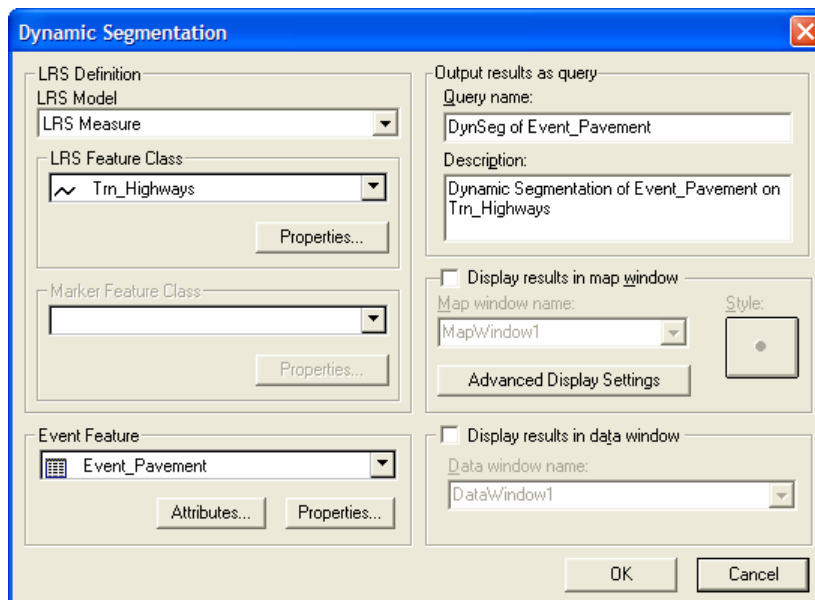 Dynamic Segmentation
LRS Definition
LRS Model
LRS Measure
LRS Feature Class
Trn_Highways
Properties...
Marker Feature Class
Properties...
Event Feature
Event_Pavement
Attributes...
Properties...
Output results as query
Query name:
DynSeg of Event_Pavement
Description:
Dynamic Segmentation of Event_Pavement on
Trn_Highways
Display results in map window
Map window name:
Style:
MapWindow1
Advanced Display Settings
Display results in data window
Data window name:
DataWindow1
OK
Cancel